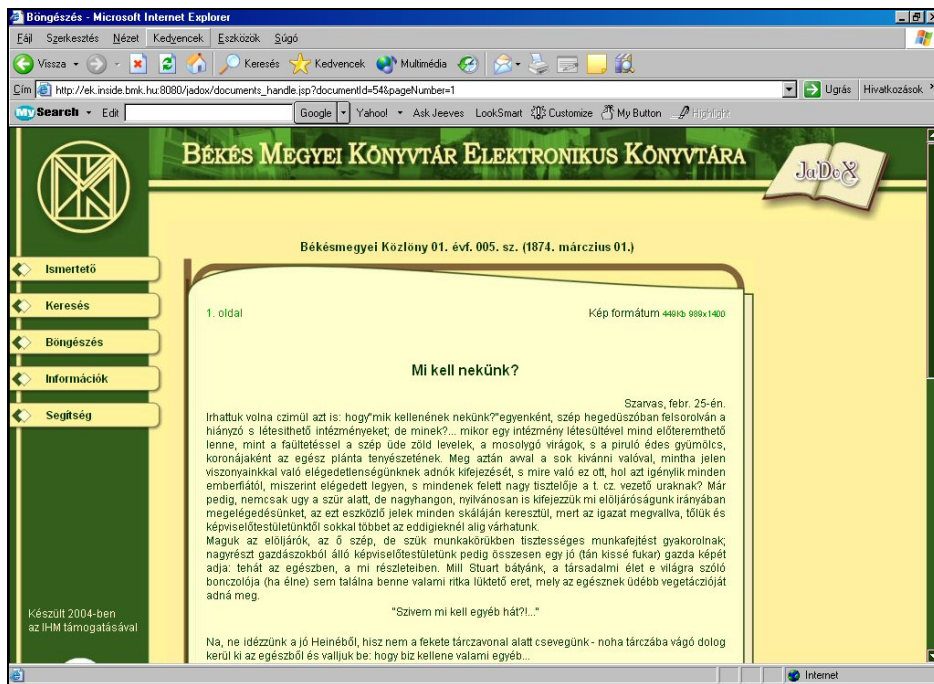 Böngészés - Microsoft Internet Explorer
Fájl Szerkesztés Nézet Kedvencek Eszközök Súgó
Vissza Keresés Kedvencek Multimédia
Cím http://ek.inside.bmk.hu:8080/jadox/documents_handle.jsp?documentId=54&pageNumber=1 Ugrás Hivatkozások
My Search Edit Google Yahoo! Ask Jeeves LookSmart Customize My Button Highlight
BÉKÉS MEGYEI KÖNYVTÁR ELEKTRONIKUS KÖNYVTÁRA
JaDoX
Békésmegyei Közlöny 01. évf. 005. sz. (1874. márczius 01.)
Ismertető
Keresés
Böngészés
Információk
Segítség
Készült 2004-ben
az IHM támogatásával
1. oldal Kép formátum 449Kb 989x1400
Mi kell nekünk?
Szarvas, febr. 25-én.
Irhattuk volna czimül azt is: hogy"mik kellenének nekünk?"egyenként, szép hegedüszóban felsorolván a
hiányzó s létesithető intézményeket; de minek?... mikor egy intézmény létesültével mind előteremthető
lenne, mint a faültetéssel a szép üde zöld levelek, a mosolygó virágok, s a piruló édes gyümölcs,
koronájaként az egész plánta tenyészetének. Meg aztán avval a sok kivánni valóval, mintha jelen
viszonyainkkal való elégedetlenségünknek adnók kifejezését, s mire való ez ott, hol azt igénylik minden
emberfiától, miszerint elégedett legyen, s mindenek felett nagy tisztelője a t. cz. vezető uraknak? Már
pedig, nemcsak ugy a szür alatt, de nagyhangon, nyilvánosan is kifejezzük mi elöljáróságunk irányában
megelégedésünket, az ezt eszközlő jelek minden skáláján keresztül, mert az igazat megvallva, tőlük és
képviselőtestületünktől sokkal többet az eddigieknél alig várhatunk.
Maguk az elöljárók, az ő szép, de szük munkakörükben tisztességes munkafejtést gyakorolnak;
nagyrészt gazdászokból álló képviselőtestületünk pedig összesen egy jó (tán kissé fukar) gazda képét
adja: tehát az egészben, a mi részleteiben. Mill Stuart bátyánk, a társadalmi élet e világra szóló
bonczolója (ha élne) sem találna benne valami ritka lüktető eret, mely az egésznek üdébb vegetáczióját
adná meg.
"Szivem mi kell egyéb hát?!..."
Na, ne idézzünk a jó Heinéből, hisz nem a fekete tárczavonal alatt csevegünk - noha tárczába vágó dolog
kerül ki az egészből és valljuk be: hogy biz kellene valami egyéb...
Internet